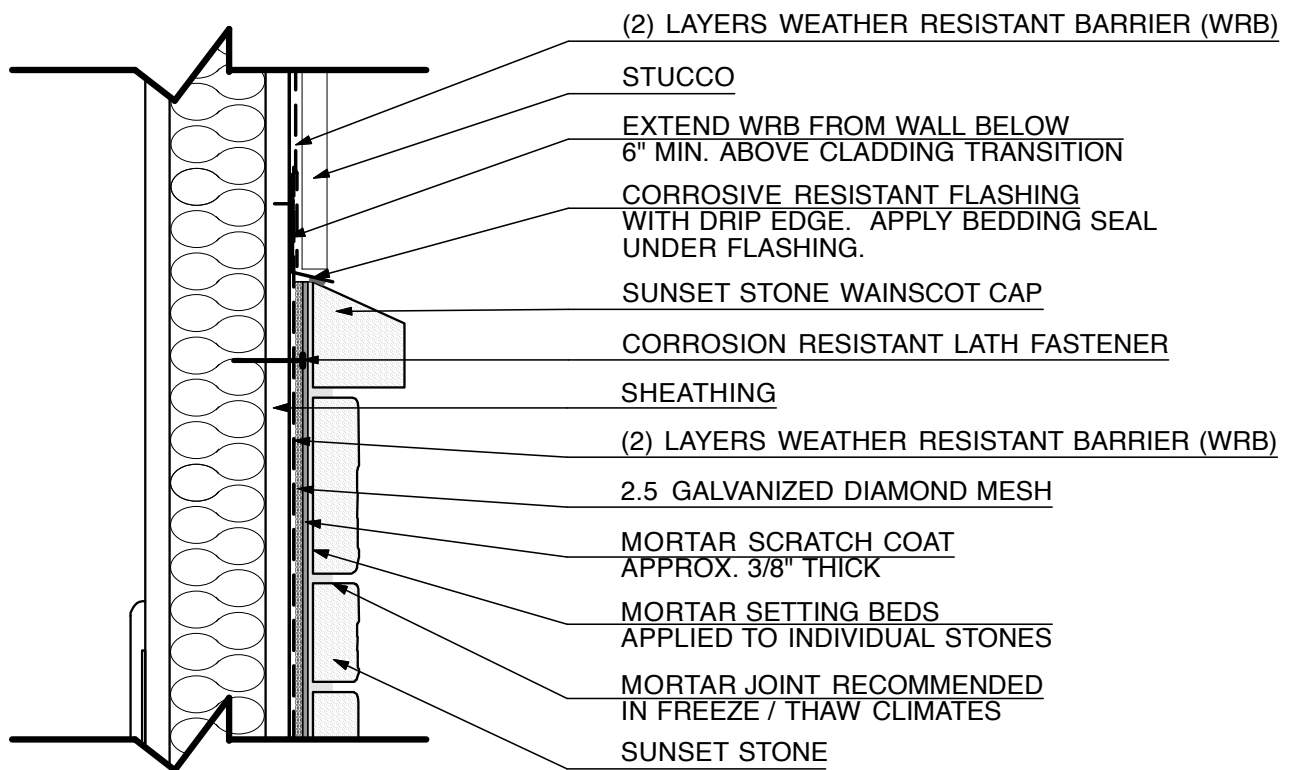 (2) LAYERS WEATHER RESISTANT BARRIER (WRB)
STUCCO
EXTEND WRB FROM WALL BELOW
6" MIN. ABOVE CLADDING TRANSITION
CORROSIVE RESISTANT FLASHING
WITH DRIP EDGE. APPLY BEDDING SEAL
UNDER FLASHING.
SUNSET STONE WAINSCOT CAP
CORROSION RESISTANT LATH FASTENER
SHEATHING
(2) LAYERS WEATHER RESISTANT BARRIER (WRB)
2.5 GALVANIZED DIAMOND MESH
MORTAR SCRATCH COAT
APPROX. 3/8" THICK
MORTAR SETTING BEDS
APPLIED TO INDIVIDUAL STONES
MORTAR JOINT RECOMMENDED
IN FREEZE / THAW CLIMATES
SUNSET STONE